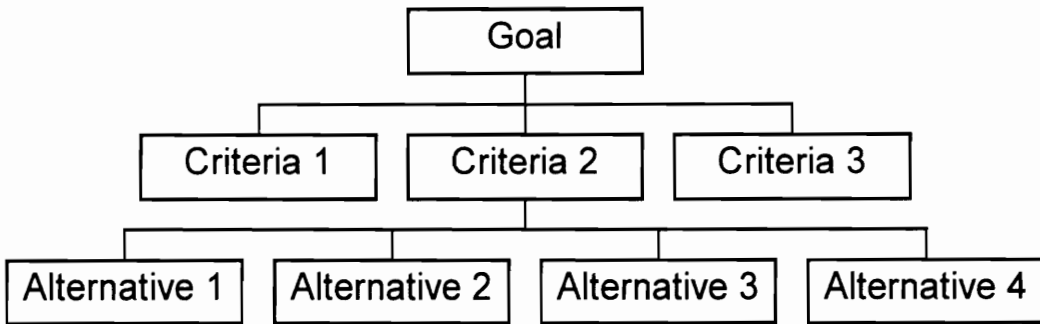 Goal
Criteria 1
Criteria 2
Criteria 3
Alternative 1
Alternative 2
Alternative 3
Alternative 4